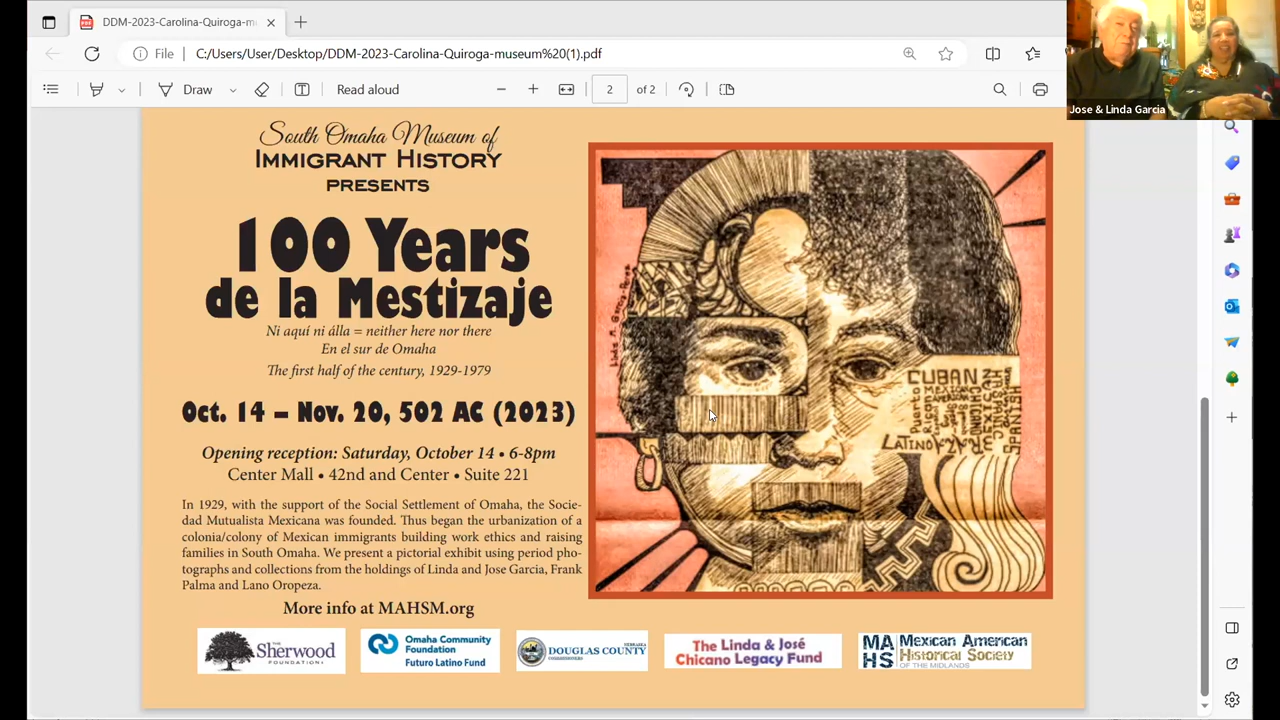 DDM-2023-Carolina-Quiroga-mu
File
C:/Users/User/Desktop/DDM-2023-Carolina-Quiroga-museum%20(1).pdf
Draw
Read aloud
2
of 2
Jose & Linda Garcia
South Omaha Museum of
IMMIGRANT HISTORY
PRESENTS
100 Years
de la Mestizaje
Ni aquí ni álla = neither here nor there
En el sur de Omaha
The first half of the century, 1929-1979
Oct. 14 – Nov. 20, 502 AC (2023)
Opening reception: Saturday, October 14 • 6-8pm
Center Mall • 42nd and Center • Suite 221
In 1929, with the support of the Social Settlement of Omaha, the Socie-
dad Mutualista Mexicana was founded. Thus began the urbanization of a
colonia/colony of Mexican immigrants building work ethics and raising
families in South Omaha. We present a pictorial exhibit using period pho-
tographs and collections from the holdings of Linda and Jose Garcia, Frank
Palma and Lano Oropeza.
More info at MAHSM.org
Linda M. Garcia-Perez
CUBAN
Puerto
CHICANO
LATINO
RAZA
SPANISH
THE
Sherwood
FOUNDATION
Omaha Community
Foundation
Futuro Latino Fund
DOUGLAS COUNTY
NEBRASKA
COMMISSIONERS
The Linda & José
Chicano Legacy Fund
MA
HS
Mexican American
Historical Society
OF THE MIDLANDS